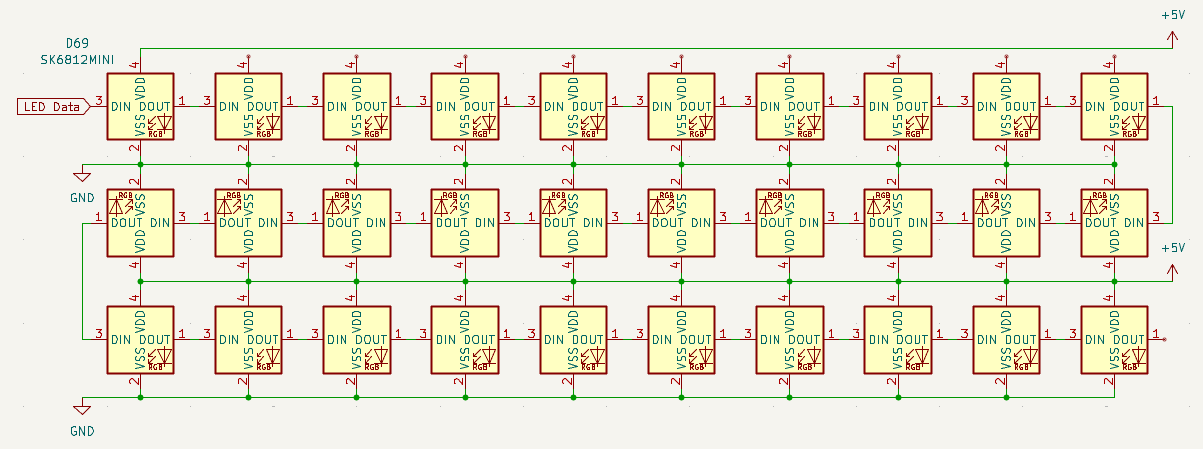 +5V
D69
SK6812MINI
4 4 4 4 4 4 4 4 4 4
VDD VDD VDD VDD VDD VDD VDD VDD VDD VDD
LED Data 3 DIN DOUT 1 3 DIN DOUT 1 3 DIN DOUT 1 3 DIN DOUT 1 3 DIN DOUT 1 3 DIN DOUT 1 3 DIN DOUT 1 3 DIN DOUT 1 3 DIN DOUT 1 3 DIN DOUT 1
VSS VSS VSS VSS VSS VSS VSS VSS VSS VSS
RGB RGB RGB RGB RGB RGB RGB RGB RGB RGB
2 2 2 2 2 2 2 2 2 2
2 2 2 2 2 2 2 2 2 2
GND
RGB RGB RGB RGB RGB RGB RGB RGB RGB RGB
VSS VSS VSS VSS VSS VSS VSS VSS VSS VSS
1 DOUT DIN 3 1 DOUT DIN 3 1 DOUT DIN 3 1 DOUT DIN 3 1 DOUT DIN 3 1 DOUT DIN 3 1 DOUT DIN 3 1 DOUT DIN 3 1 DOUT DIN 3 1 DOUT DIN 3
VDD VDD VDD VDD VDD VDD VDD VDD VDD VDD
+5V
4 4 4 4 4 4 4 4 4 4
4 4 4 4 4 4 4 4 4 4
VDD VDD VDD VDD VDD VDD VDD VDD VDD VDD
3 DIN DOUT 1 3 DIN DOUT 1 3 DIN DOUT 1 3 DIN DOUT 1 3 DIN DOUT 1 3 DIN DOUT 1 3 DIN DOUT 1 3 DIN DOUT 1 3 DIN DOUT 1 3 DIN DOUT 1
VSS VSS VSS VSS VSS VSS VSS VSS VSS VSS
RGB RGB RGB RGB RGB RGB RGB RGB RGB RGB
2 2 2 2 2 2 2 2 2 2
GND